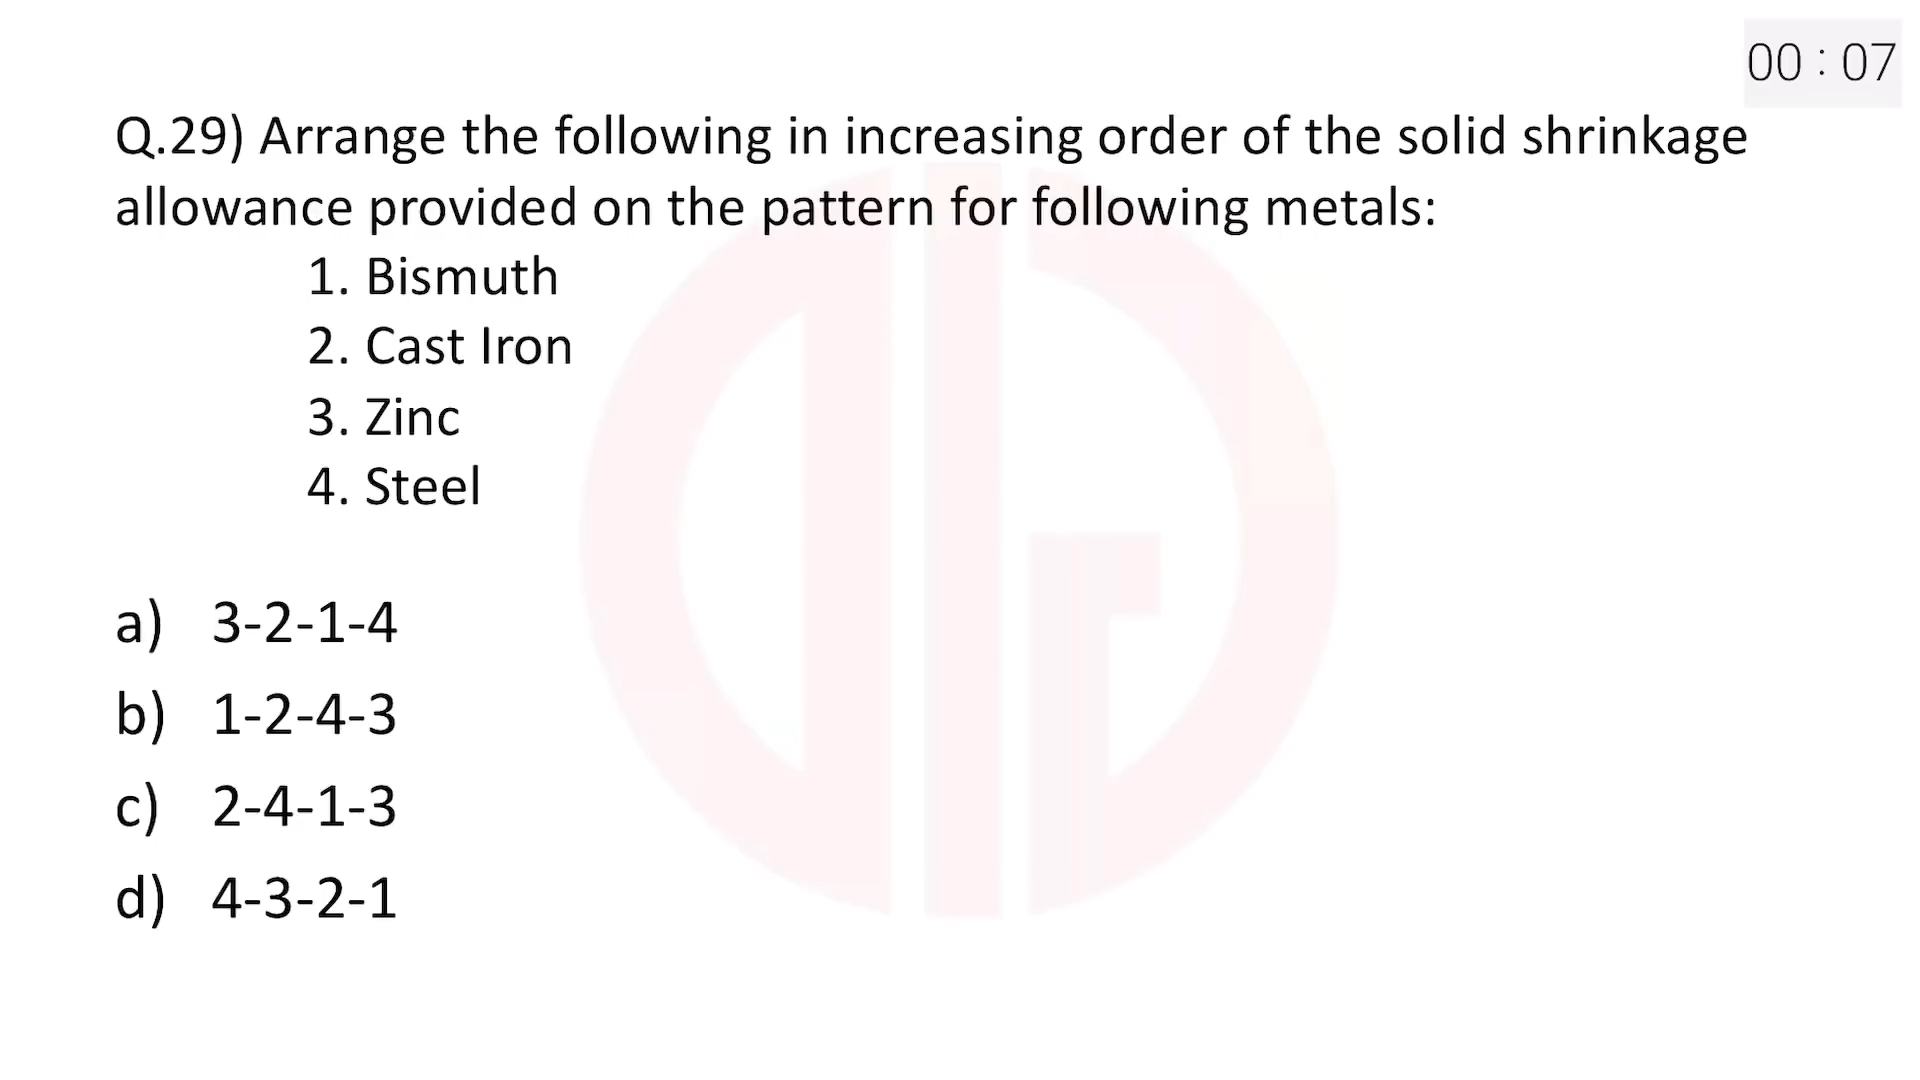 00 : 07
Q.29) Arrange the following in increasing order of the solid shrinkage
allowance provided on the pattern for following metals:
1. Bismuth
2. Cast Iron
3. Zinc
4. Steel
a) 3-2-1-4
b) 1-2-4-3
c) 2-4-1-3
d) 4-3-2-1